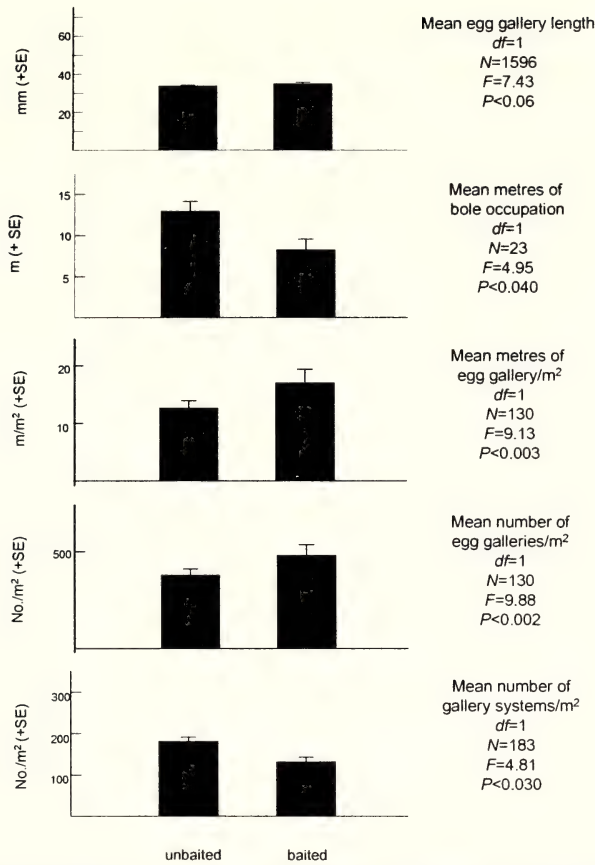 mm (+SE)
60
40
20
Mean egg gallery length
df=1
N=1596
F=7.43
P<0.06
m (+ SE)
15
10
5
Mean metres of
bole occupation
df=1
N=23
F=4.95
P<0.040
m/m² (+SE)
20
10
Mean metres of
egg gallery/m²
df=1
N=130
F=9.13
P<0.003
No./m² (+SE)
500
Mean number of
egg galleries/m²
df=1
N=130
F=9.88
P<0.002
No./m² (+SE)
300
200
100
Mean number of
gallery systems/m²
df=1
N=183
F=4.81
P<0.030
unbaited
baited